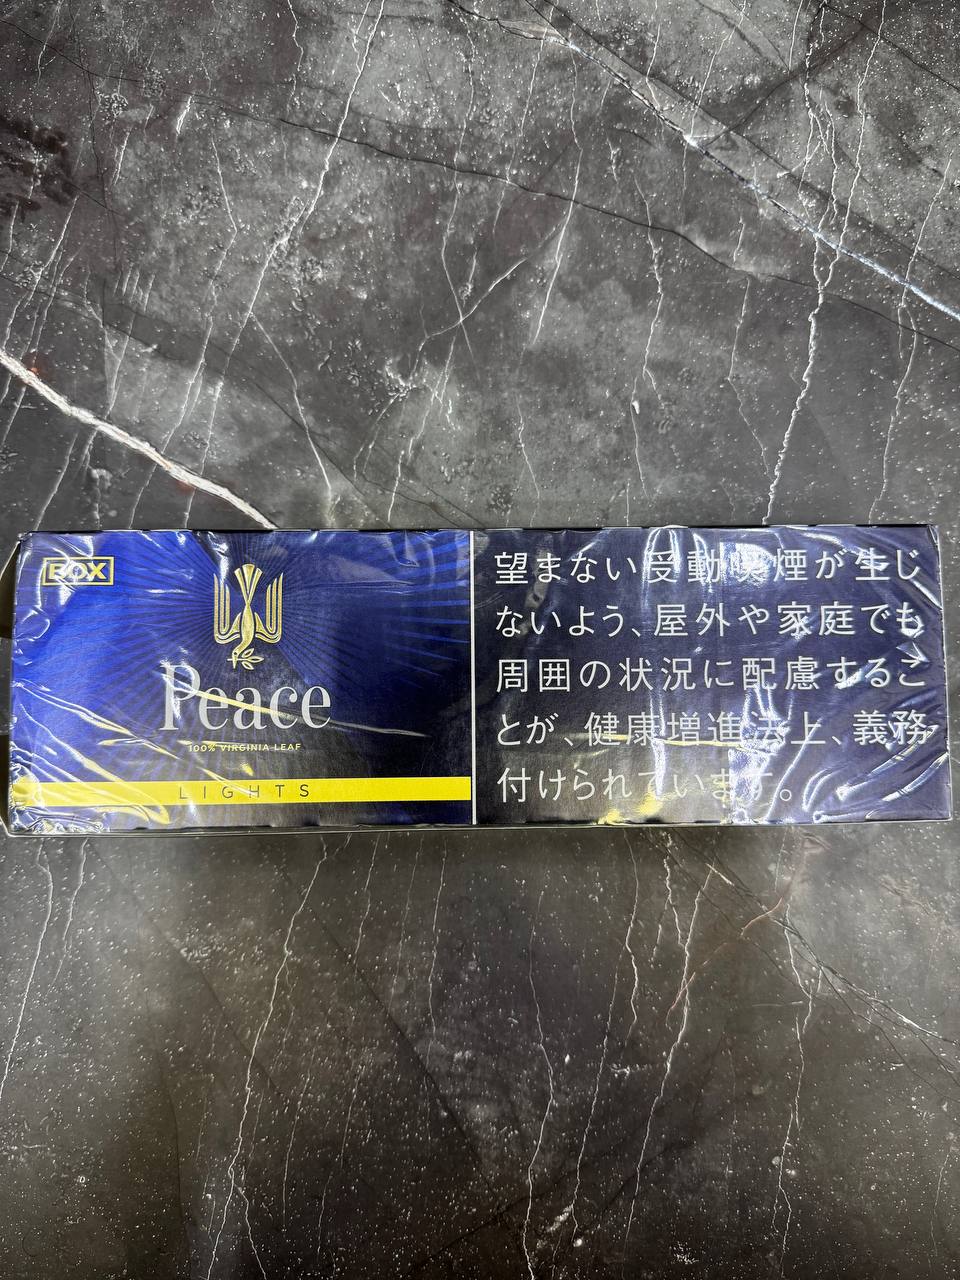 BOX
Peace
100% VIRGINIA LEAF
LIGHTS
望まない受動喫煙が生じ
ないよう、屋外や家庭でも
周囲の状況に配慮するこ
とが、健康増進法上、義務
付けられています。